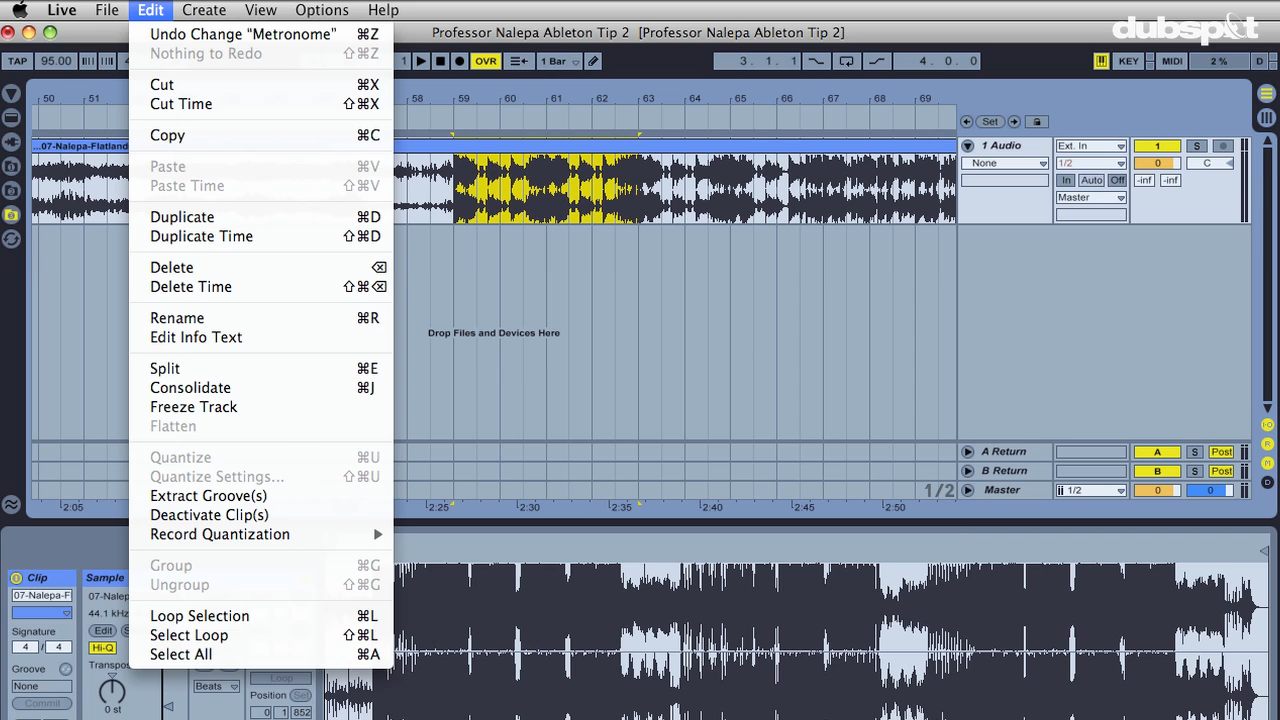 Live File Edit Create View Options Help
dubspot
Professor Nalepa Ableton Tip 2 [Professor Nalepa Ableton Tip 2]
TAP 95.00 4 1 OVR 1 Bar 3. 1. 1 4. 0. 0 KEY MIDI 2 % D
Undo Change “Metronome” ⌘Z
Nothing to Redo ⇧⌘Z
Cut ⌘X
Cut Time ⇧⌘X
Copy ⌘C
Paste ⌘V
Paste Time ⇧⌘V
Duplicate ⌘D
Duplicate Time ⇧⌘D
Delete ⌫
Delete Time ⇧⌘⌫
Rename ⌘R
Edit Info Text
Split ⌘E
Consolidate ⌘J
Freeze Track
Flatten
Quantize ⌘U
Quantize Settings... ⇧⌘U
Extract Groove(s)
Deactivate Clip(s)
Record Quantization
Group ⌘G
Ungroup ⇧⌘G
Loop Selection ⌘L
Select Loop ⇧⌘L
Select All ⌘A
50 51 58 59 60 61 62 63 64 65 66 67 68 69
Set
...07-Nalepa-Flatland
1 Audio Ext. In 1 S
None 1/2 0 C
In Auto Off -inf -inf
Master
Drop Files and Devices Here
A Return A S Post
B Return B S Post
1/2 Master 1/2 0 0
IO
R
M
D
2:05 2:25 2:30 2:35 2:40 2:45 2:50
Clip Sample
07-Nalepa-F 07-Nalep
44.1 kHz
Signature Edit S
4 / 4 Hi-Q
Groove Transpos
None
Commit 0 st
Beats
Loop
Position Set
0 1 852